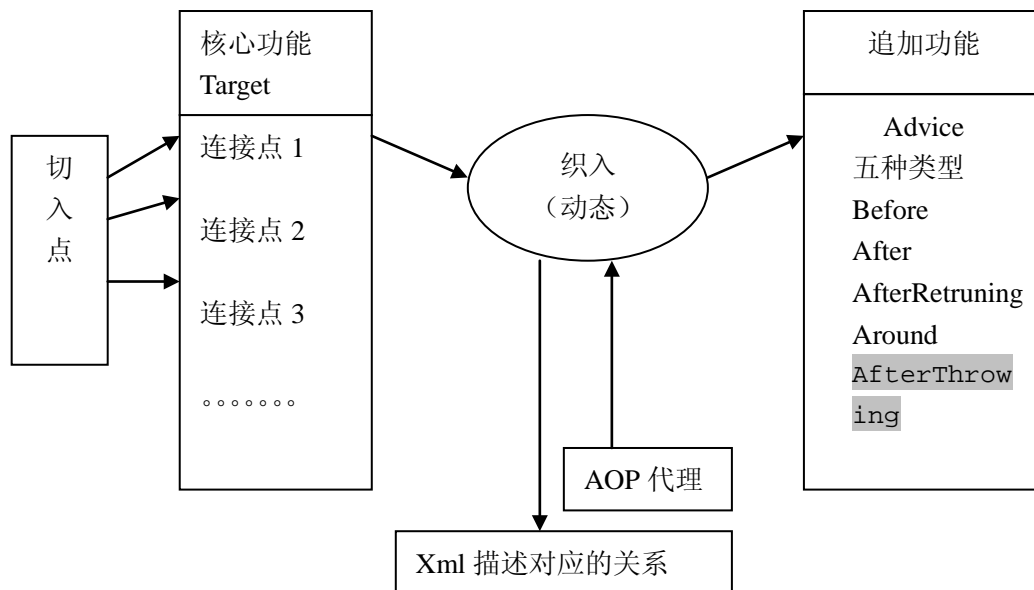 切
入
点
核心功能
Target
连接点 1
连接点 2
连接点 3
。。。。。。。
织入
（动态）
AOP 代理
Xml 描述对应的关系
追加功能
Advice
五种类型
Before
After
AfterRetruning
Around
AfterThrow
ing